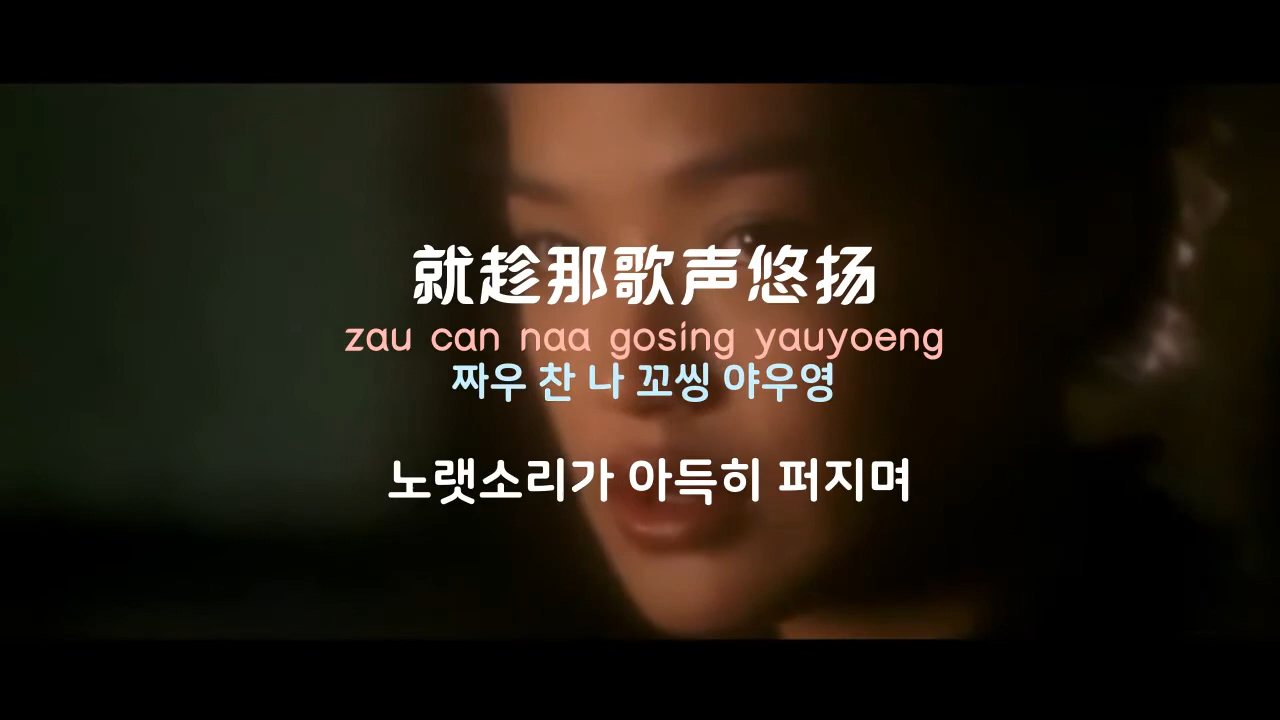 就趁那歌声悠扬
zau can naa gosing yauyoeng
짜우 찬 나 꼬씽 야우영
노랫소리가 아득히 퍼지며